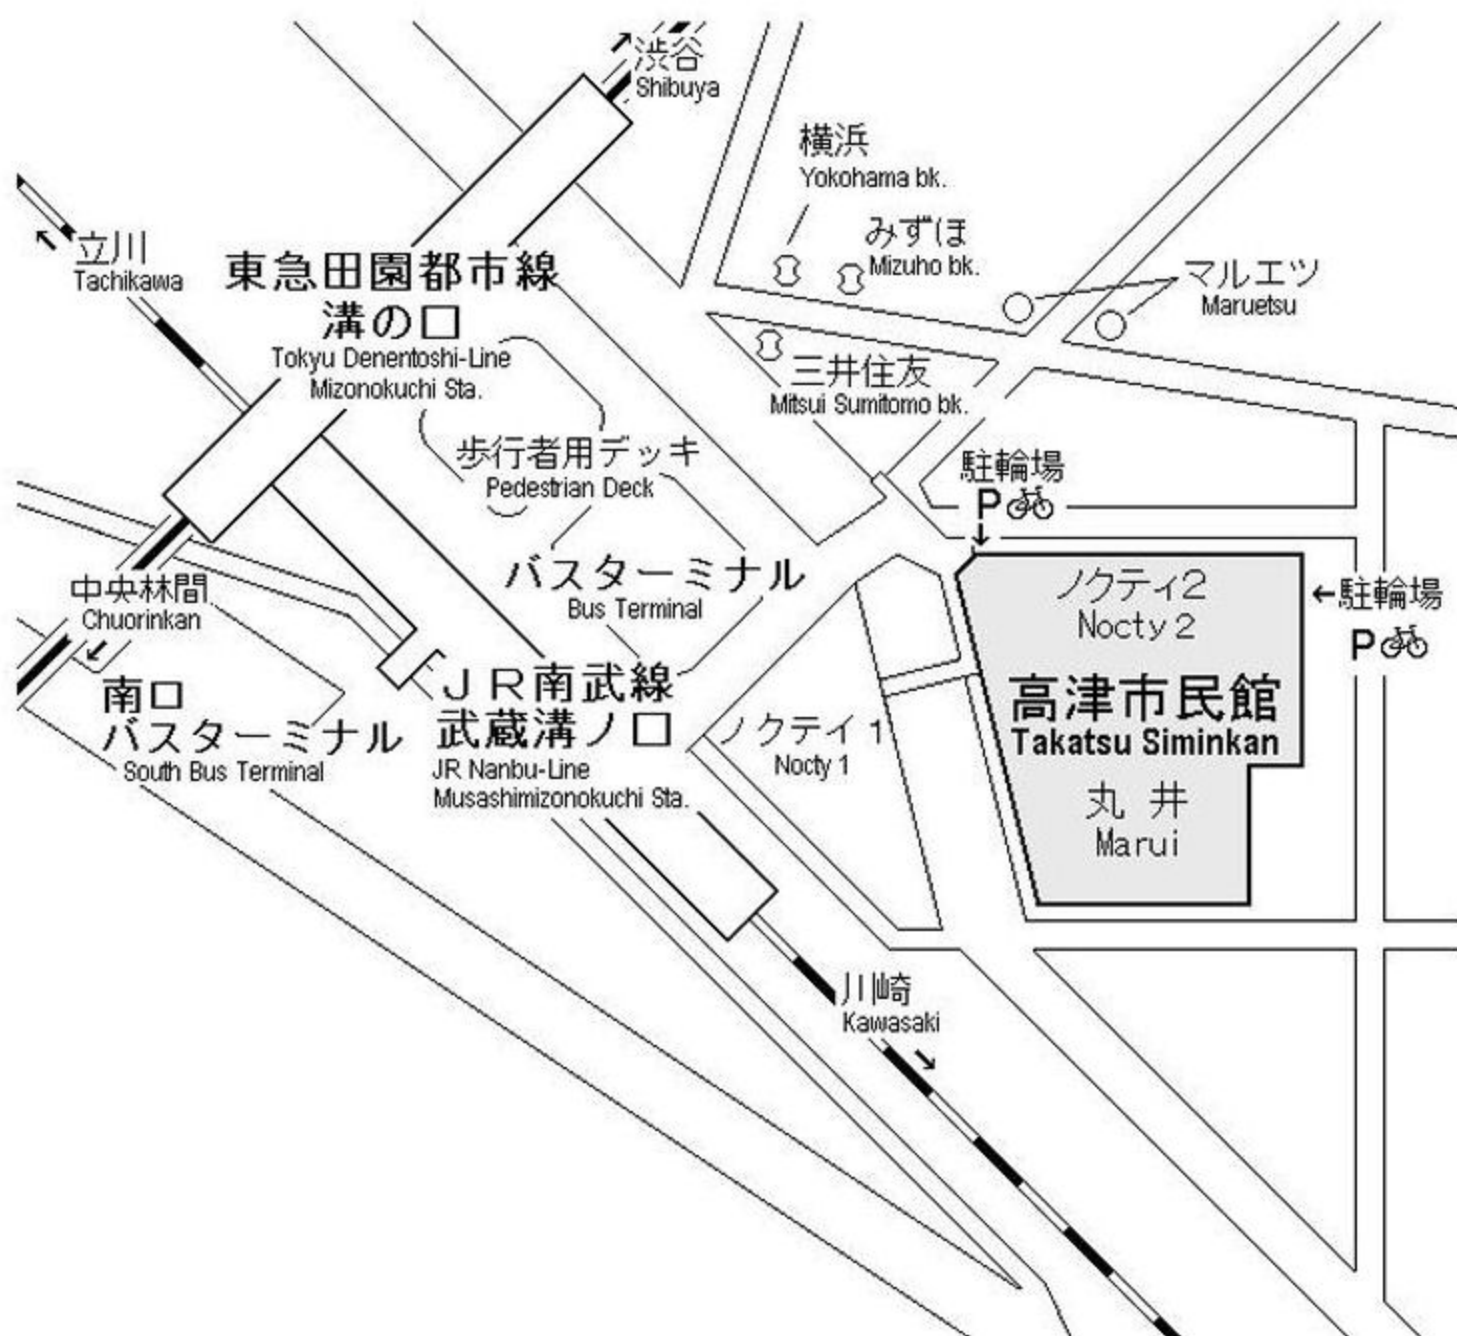 渋谷
Shibuya
横浜
Yokohama bk.
みずほ
Mizuho bk.
立川
Tachikawa
マルエツ
Maruetsu
東急田園都市線
溝の口
Tokyu Denentoshi-Line
Mizonokuchi Sta.
三井住友
Mitsui Sumitomo bk.
歩行者用デッキ
Pedestrian Deck
駐輪場
P
バスターミナル
Bus Terminal
ノクティ2
Nocty 2
駐輪場
P
中央林間
Chuorinkan
高津市民館
Takatsu Siminkan
南口
バスターミナル
South Bus Terminal
JR南武線
武蔵溝ノ口
JR Nanbu-Line
Musashimizonokuchi Sta.
ノクテイ1
Nocty 1
丸井
Marui
川崎
Kawasaki